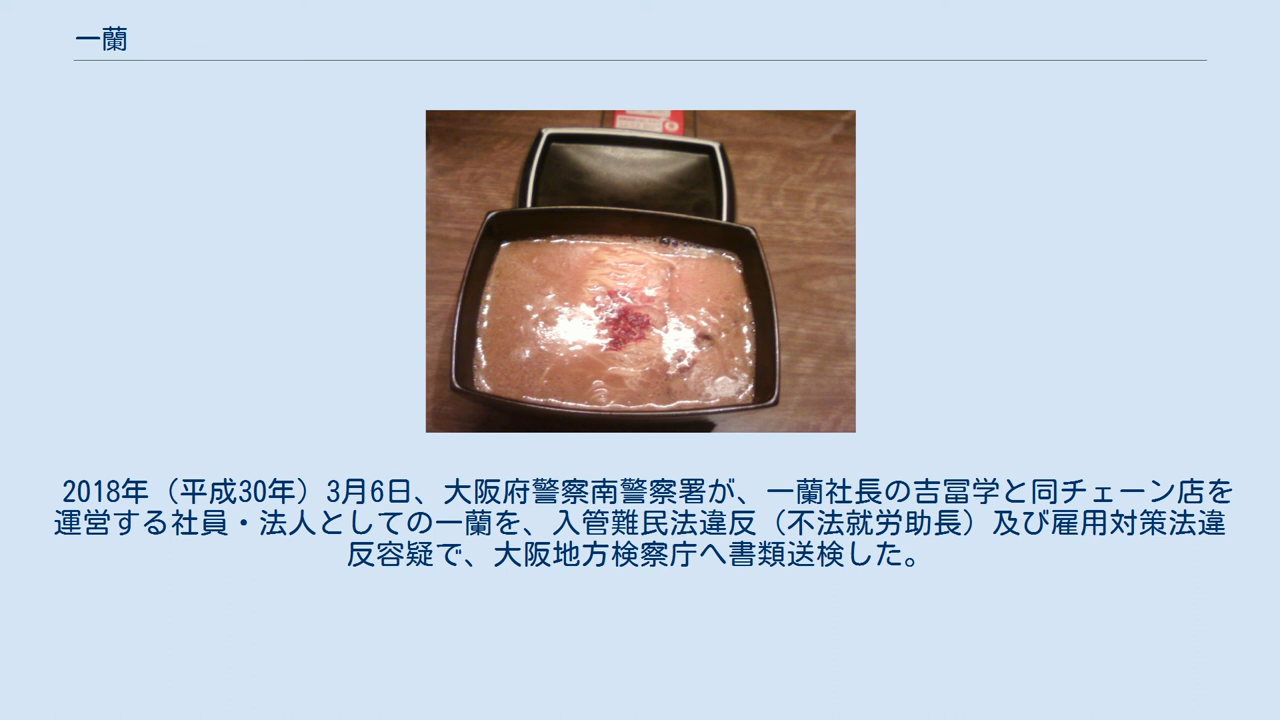 一蘭
2018年（平成30年）3月6日、大阪府警察南警察署が、一蘭社長の吉冨学と同チェーン店を
運営する社員・法人としての一蘭を、入管難民法違反（不法就労助長）及び雇用対策法違
反容疑で、大阪地方検察庁へ書類送検した。